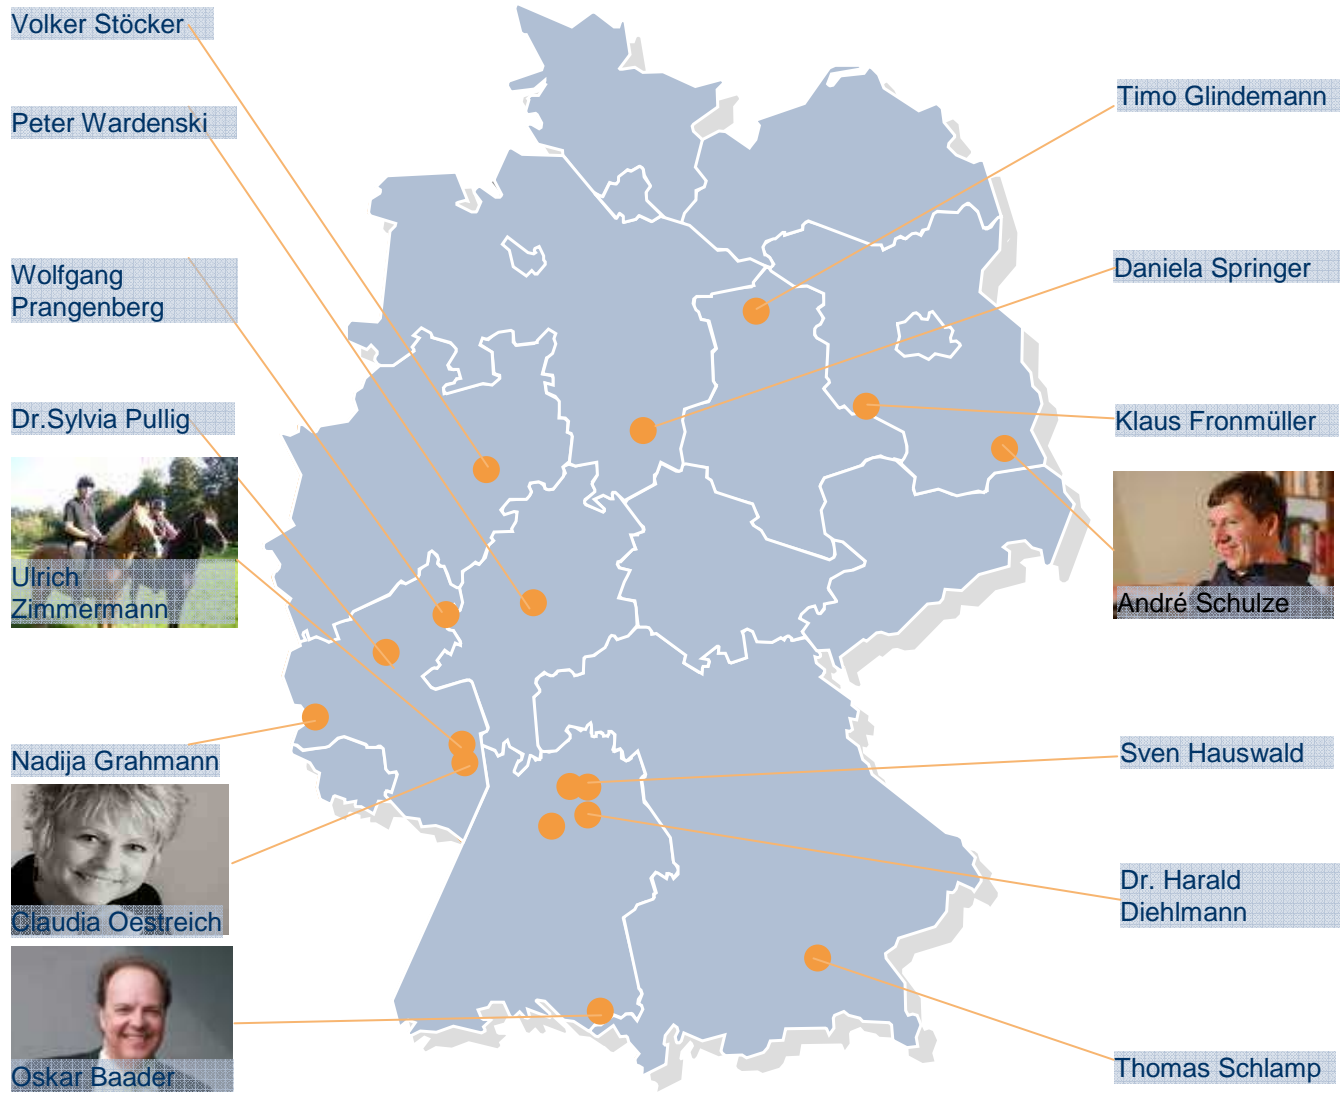 Volker Stöcker
Peter Wardenski
Wolfgang
Prangenberg
Dr.Sylvia Pullig
Ulrich
Zimmermann
Nadija Grahmann
Claudia Oestreich
Oskar Baader
Timo Glindemann
Daniela Springer
Klaus Fronmüller
André Schulze
Sven Hauswald
Dr. Harald
Diehlmann
Thomas Schlamp